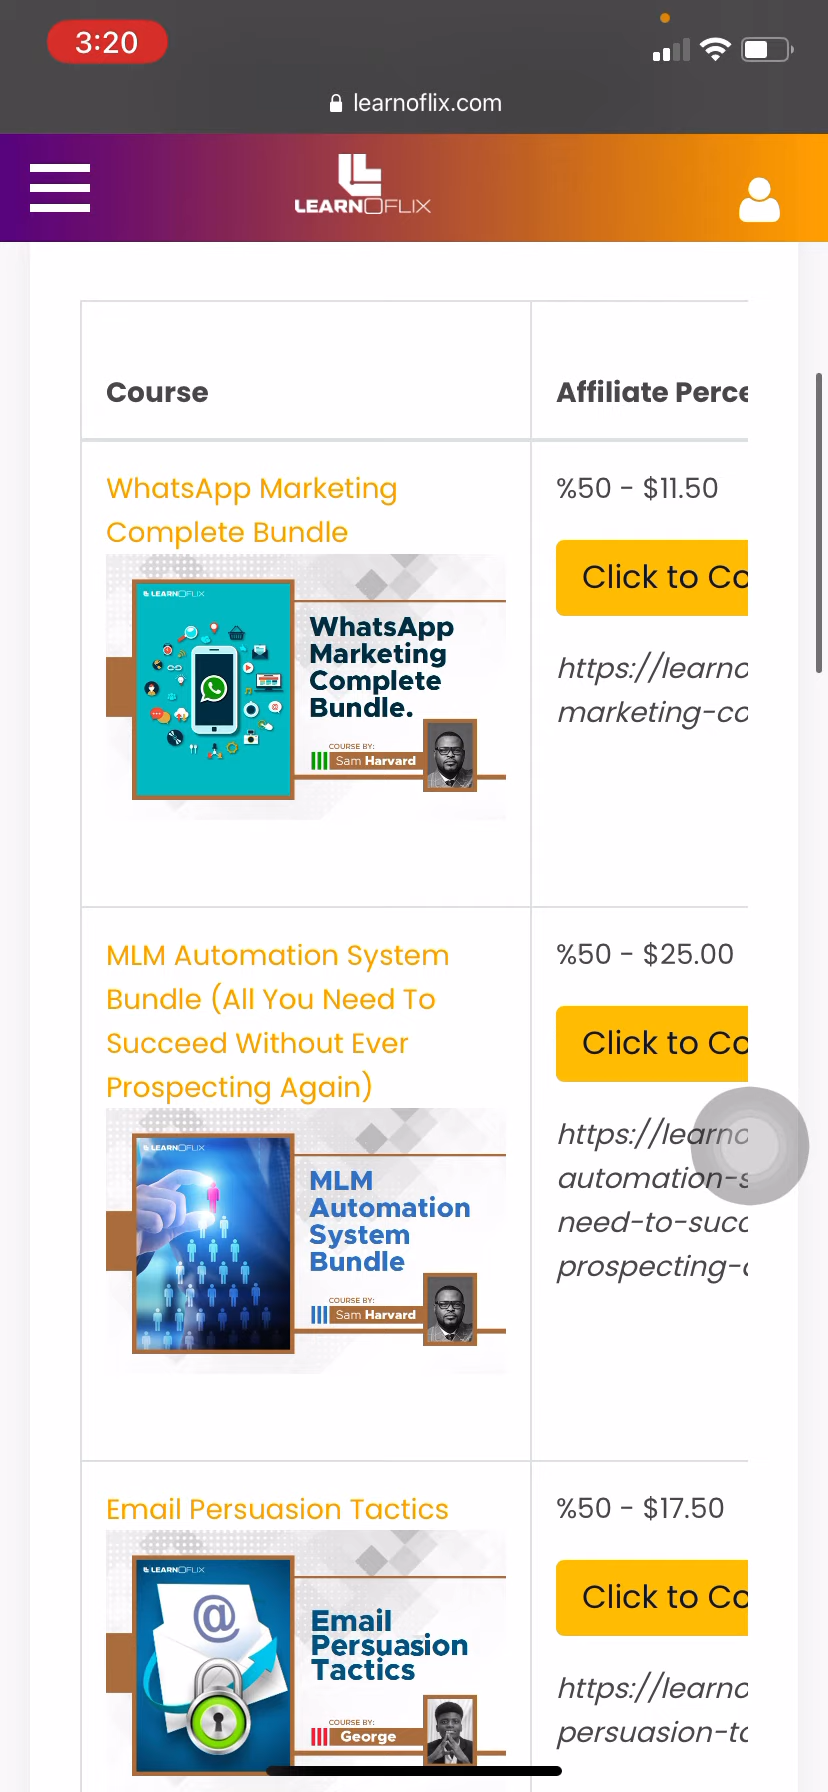 3:20
learnoflix.com
LEARNOFLIX
Course
Affiliate Perce
WhatsApp Marketing
Complete Bundle
%50 - $11.50
Click to Co
https://learno
marketing-co
LEARNOFLIX
WhatsApp
Marketing
Complete
Bundle.
COURSE BY:
Sam Harvard
MLM Automation System
Bundle (All You Need To
Succeed Without Ever
Prospecting Again)
%50 - $25.00
Click to Co
https://learno
automation-s
need-to-succ
prospecting-a
LEARNOFLIX
MLM
Automation
System
Bundle
COURSE BY:
Sam Harvard
Email Persuasion Tactics
%50 - $17.50
Click to Co
https://learno
persuasion-ta
LEARNOFLIX
@
Email
Persuasion
Tactics
COURSE BY:
George